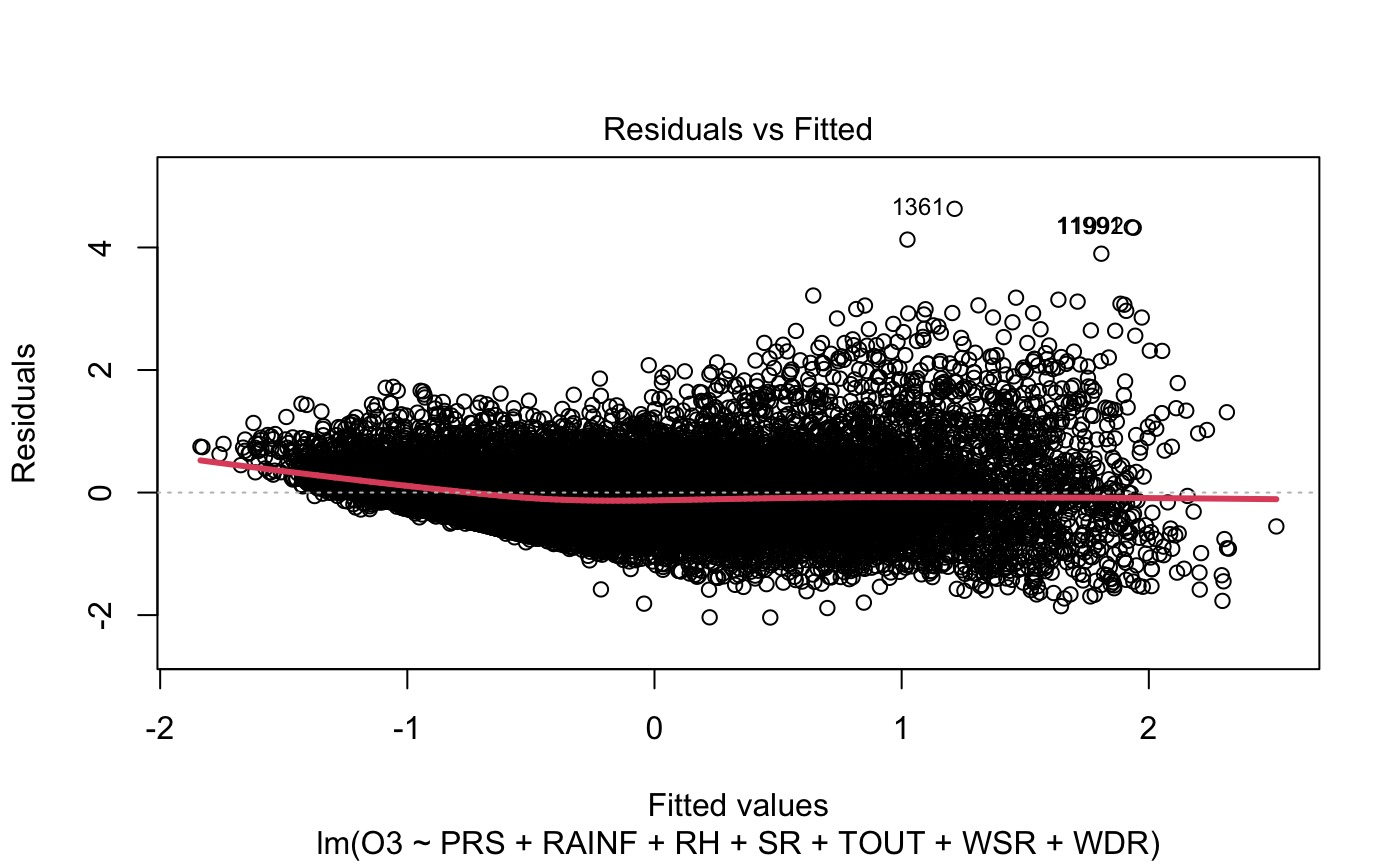 Residuals vs Fitted
Residuals
4
2
0
-2
1361
-2
-1
0
1
2
Fitted values
lm(O3 ~ PRS + RAINF + RH + SR + TOUT + WSR + WDR)